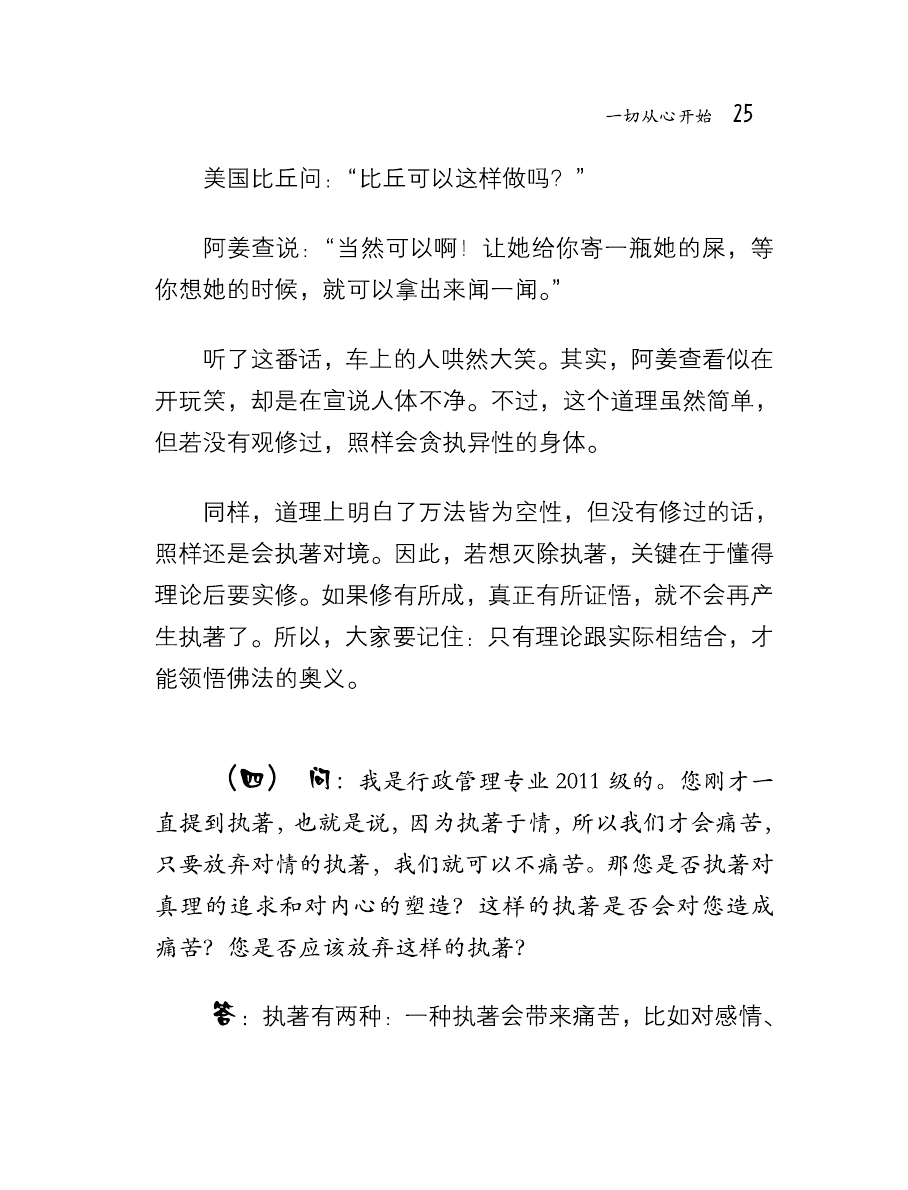 一切从心开始 25
美国比丘问：“比丘可以这样做吗？”
阿姜查说：“当然可以啊！让她给你寄一瓶她的屎，等
你想她的时候，就可以拿出来闻一闻。”
听了这番话，车上的人哄然大笑。其实，阿姜查看似在
开玩笑，却是在宣说人体不净。不过，这个道理虽然简单，
但若没有观修过，照样会贪执异性的身体。
同样，道理上明白了万法皆为空性，但没有修过的话，
照样还是会执著对境。因此，若想灭除执著，关键在于懂得
理论后要实修。如果修有所成，真正有所证悟，就不会再产
生执著了。所以，大家要记住：只有理论跟实际相结合，才
能领悟佛法的奥义。
（四） 问：我是行政管理专业 2011 级的。您刚才一
直提到执著，也就是说，因为执著于情，所以我们才会痛苦，
只要放弃对情的执著，我们就可以不痛苦。那您是否执著对
真理的追求和对内心的塑造？这样的执著是否会对您造成
痛苦？您是否应该放弃这样的执著？
答：执著有两种：一种执著会带来痛苦，比如对感情、